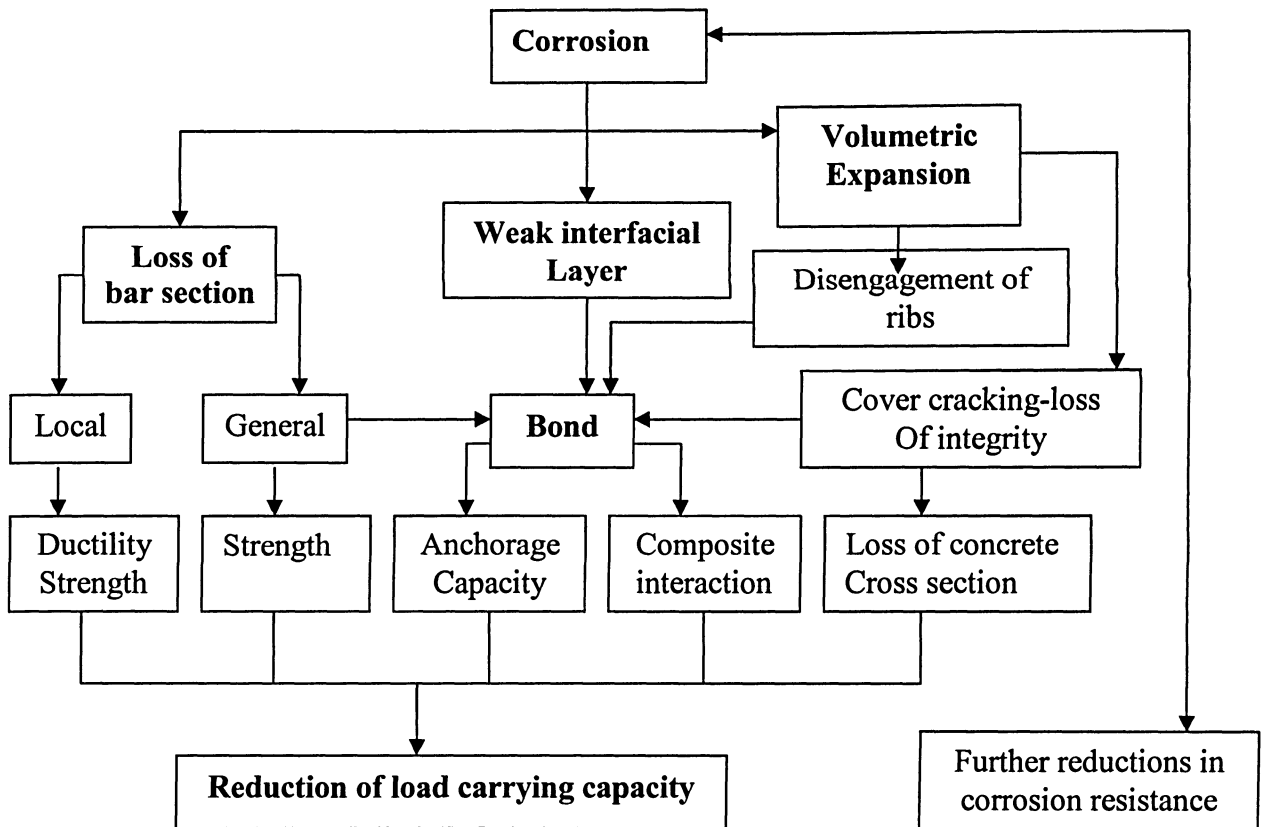 Corrosion
Volumetric
Expansion
Weak interfacial
Layer
Loss of
bar section
Disengagement of
ribs
Local
General
Bond
Cover cracking-loss
Of integrity
Ductility
Strength
Strength
Anchorage
Capacity
Composite
interaction
Loss of concrete
Cross section
Reduction of load carrying capacity
Further reductions in
corrosion resistance